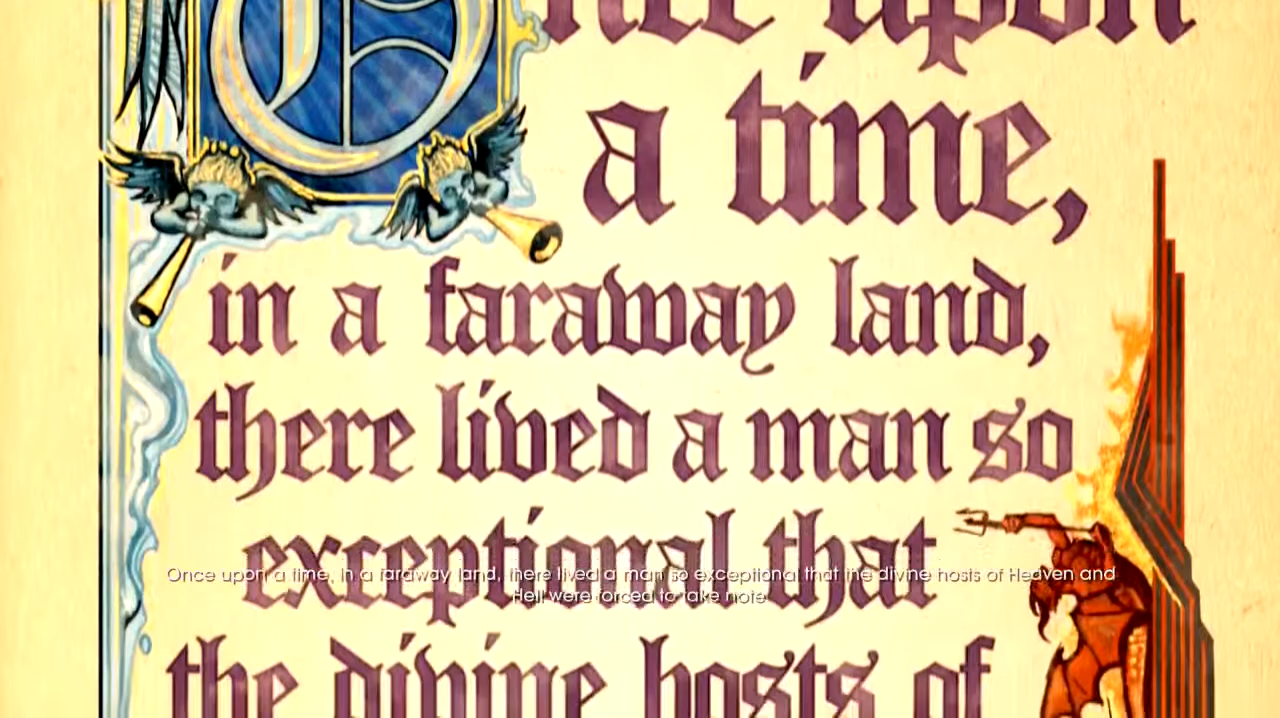 Once upon
a time,
in a faraway land,
there lived a man so
exceptional that
the divine hosts of
Once upon a time, in a faraway land, there lived a man so exceptional that the divine hosts of Heaven and
Hell were forced to take note